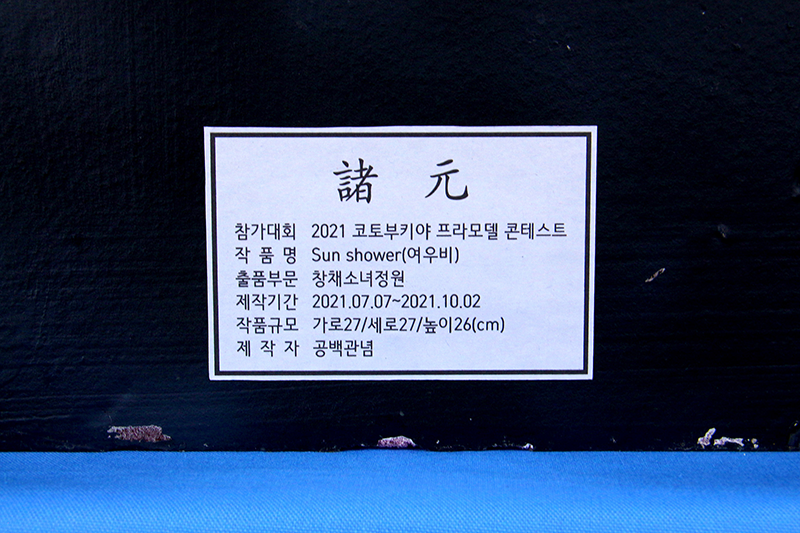 諸 元
참가대회 2021 코토부키야 프라모델 콘테스트
작 품 명 Sun shower(여우비)
출품부문 창채소녀정원
제작기간 2021.07.07~2021.10.02
작품규모 가로27/세로27/높이26(cm)
제 작 자 공백관념